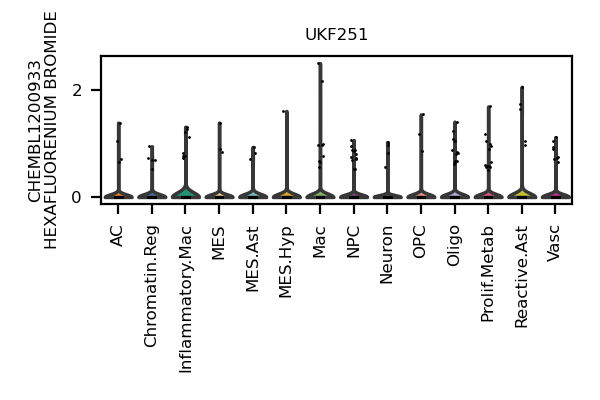 UKF251
CHEMBL1200933
HEXAFLUORENIUM BROMIDE
2
0
AC
Chromatin.Reg
Inflammatory.Mac
MES
MES.Ast
MES.Hyp
Mac
NPC
Neuron
OPC
Oligo
Prolif.Metab
Reactive.Ast
Vasc